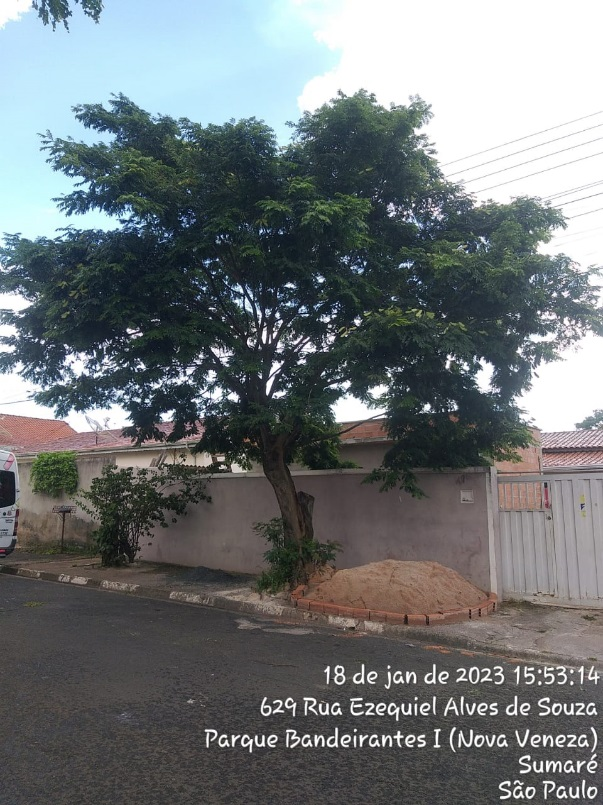 18 de jan de 2023 15:53:14
629 Rua Ezequiel Alves de Souza
Parque Bandeirantes I (Nova Veneza)
Sumaré
São Paulo